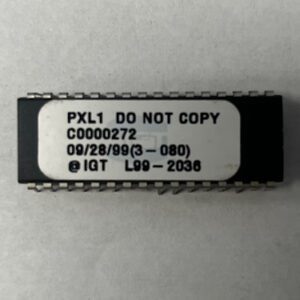 PXL1 DO NOT COPY
C0000272
09/28/99(3-080)
@IGT L99-2036